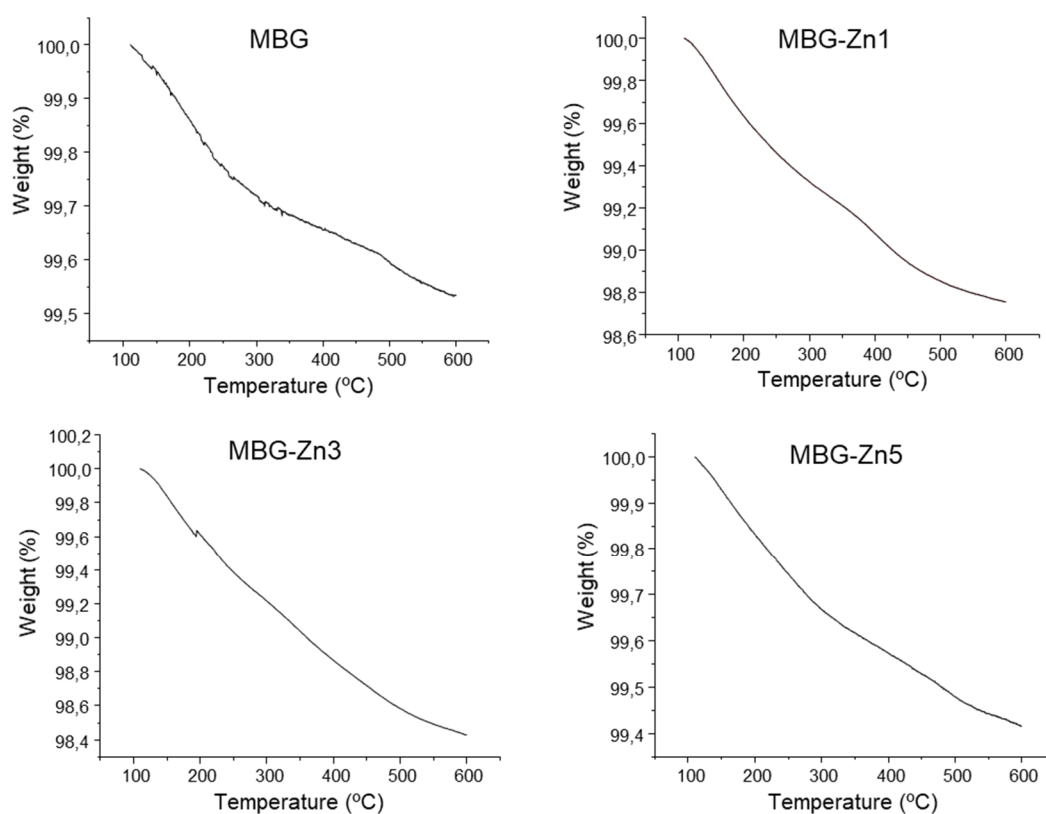 MBG
Weight (%)
100,0
99,9
99,8
99,7
99,6
99,5
100 200 300 400 500 600
Temperature (ºC)
MBG-Zn1
Weight (%)
100,0
99,8
99,6
99,4
99,2
99,0
98,8
98,6
100 200 300 400 500 600
Temperature (ºC)
MBG-Zn3
Weight (%)
100,2
100,0
99,8
99,6
99,4
99,2
99,0
98,8
98,6
98,4
100 200 300 400 500 600
Temperature (ºC)
MBG-Zn5
Weight (%)
100,0
99,9
99,8
99,7
99,6
99,5
99,4
100 200 300 400 500 600
Temperature (ºC)